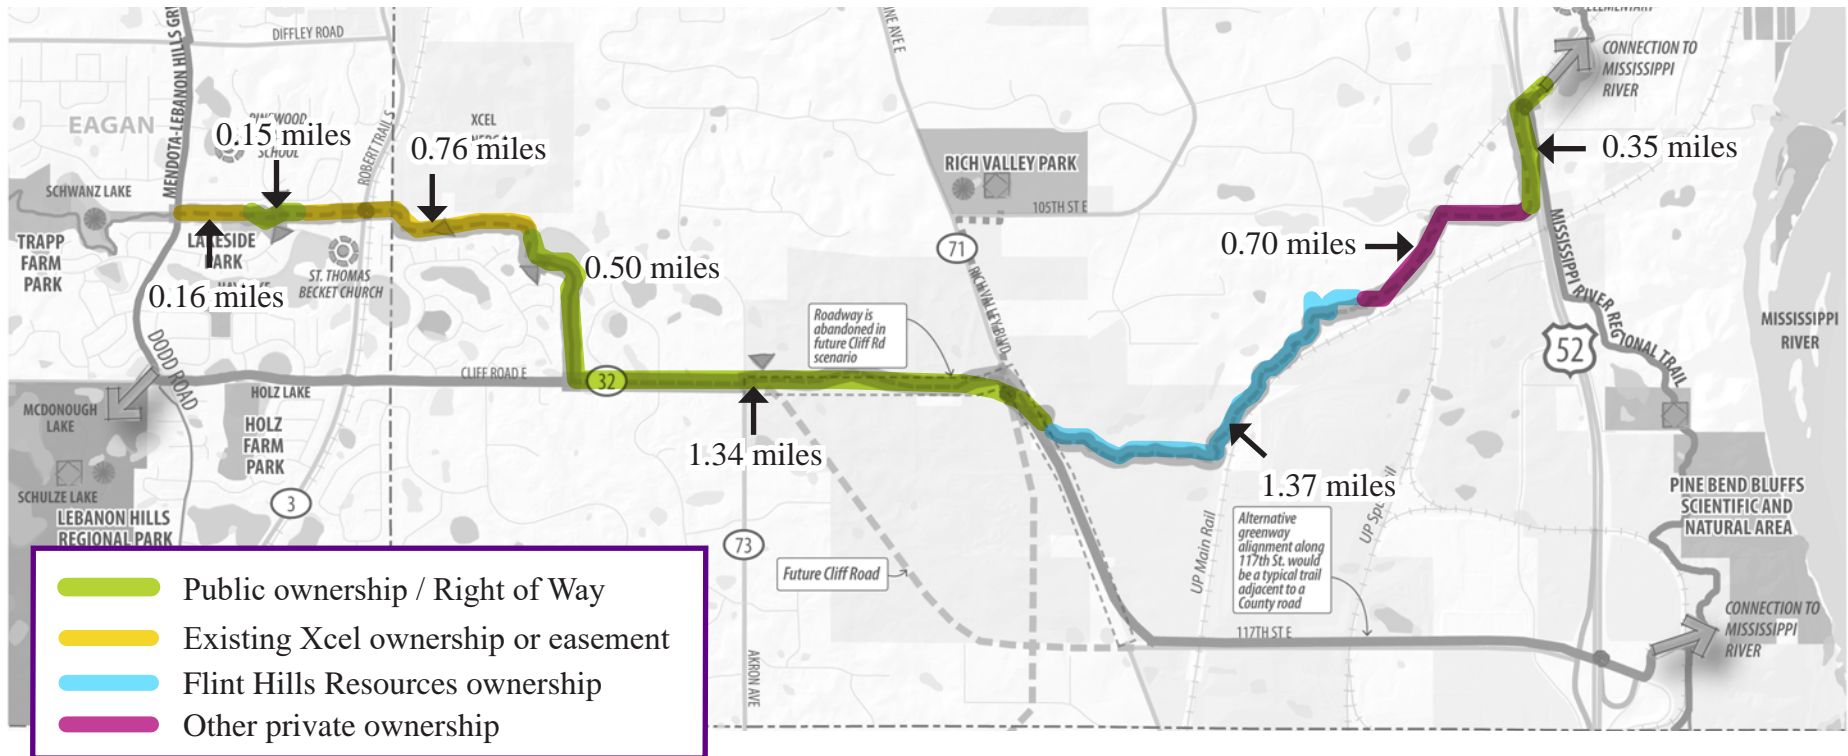 DIFFLEY ROAD
MENDOTA-LEBANON HILLS
EAGAN
SCHOOL
0.15 miles
ROBERT TRAIL S
XCEL
0.76 miles
SCHWANZ LAKE
TRAPP
FARM
PARK
LAKESIDE
PARK
0.16 miles
ST. THOMAS
BECKET CHURCH
0.50 miles
DODD ROAD
HOLZ LAKE
CLIFF ROAD E
32
MCDONOUGH
LAKE
HOLZ
FARM
PARK
SCHULZE LAKE
LEBANON HILLS
REGIONAL PARK
3
AVE E
RICH VALLEY PARK
105TH ST E
71
RICH VALLEY BLVD
Roadway is
abandoned in
future Cliff Rd
scenario
1.34 miles
73
AKRON AVE
Future Cliff Road
ELEMENTARY
CONNECTION TO
MISSISSIPPI
RIVER
0.35 miles
0.70 miles
1.37 miles
MISSISSIPPI RIVER REGIONAL TRAIL
52
MISSISSIPPI
RIVER
UP Main Rail
Alternative
greenway
alignment along
117th St. would
be a typical trail
adjacent to a
County road
117TH ST E
PINE BEND BLUFFS
SCIENTIFIC AND
NATURAL AREA
CONNECTION TO
MISSISSIPPI
RIVER
Public ownership / Right of Way
Existing Xcel ownership or easement
Flint Hills Resources ownership
Other private ownership